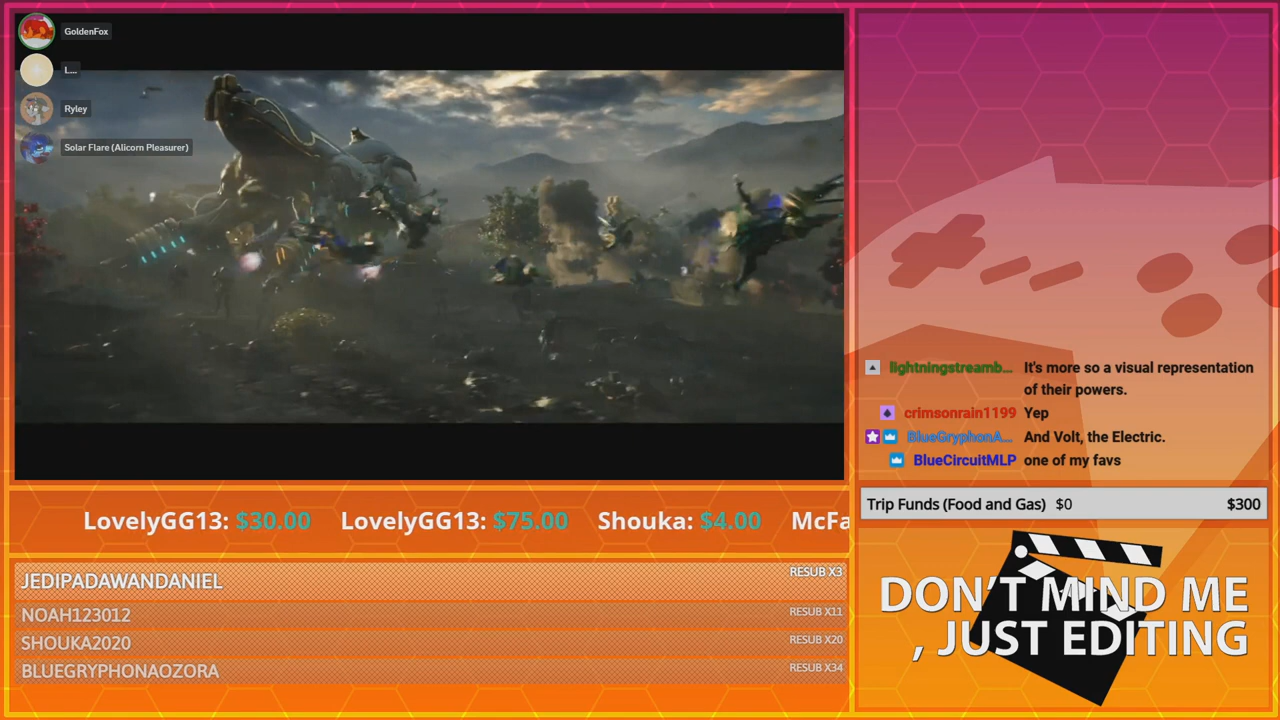 GoldenFox
L...
Ryley
Solar Flare (Alicorn Pleasurer)
lightningstreamb... It's more so a visual representation
of their powers.
crimsonrain1199 Yep
BlueGryphonA... And Volt, the Electric.
BlueCircuitMLP one of my favs
Trip Funds (Food and Gas) $0 $300
LovelyGG13: $30.00 LovelyGG13: $75.00 Shouka: $4.00 McFa
JEDIPADAWANDANIEL RESUB X3
NOAH123012 RESUB X11
SHOUKA2020 RESUB X20
BLUEGRYPHONAOZORA RESUB X34
DON'T MIND ME
, JUST EDITING